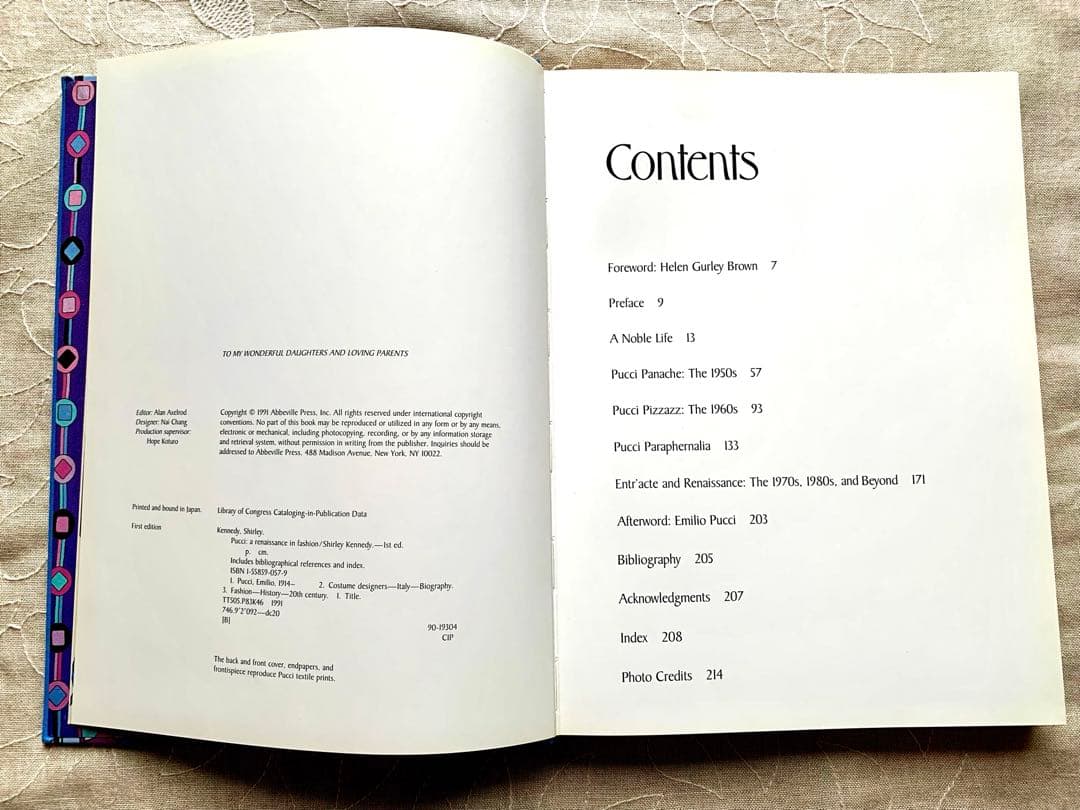 TO MY WONDERFUL DAUGHTERS AND LOVING PARENTS
Editor: Alan Axelrod
Designer: Nai Chang
Production supervisor:
Hope Koturo
Copyright © 1991 Abbeville Press, Inc. All rights reserved under international copyright
conventions. No part of this book may be reproduced or utilized in any form or by any means,
electronic or mechanical, including photocopying, recording, or by any information storage
and retrieval system, without permission in writing from the publisher. Inquiries should be
addressed to Abbeville Press, 488 Madison Avenue, New York, NY 10022.
Printed and bound in Japan.
First edition
Library of Congress Cataloging-in-Publication Data
Kennedy, Shirley.
Pucci: a renaissance in fashion/Shirley Kennedy.—1st ed.
p. cm.
Includes bibliographical references and index.
ISBN 1-55859-057-9
1. Pucci, Emilio, 1914– 2. Costume designers—Italy—Biography.
3. Fashion—History—20th century. I. Title.
TT505.P83K46 1991
746.9'2'092—dc20
[B]
90-19304
CIP
The back and front cover, endpapers, and
frontispiece reproduce Pucci textile prints.
Contents
Foreword: Helen Gurley Brown 7
Preface 9
A Noble Life 13
Pucci Panache: The 1950s 57
Pucci Pizzazz: The 1960s 93
Pucci Paraphernalia 133
Entr'acte and Renaissance: The 1970s, 1980s, and Beyond 171
Afterword: Emilio Pucci 203
Bibliography 205
Acknowledgments 207
Index 208
Photo Credits 214